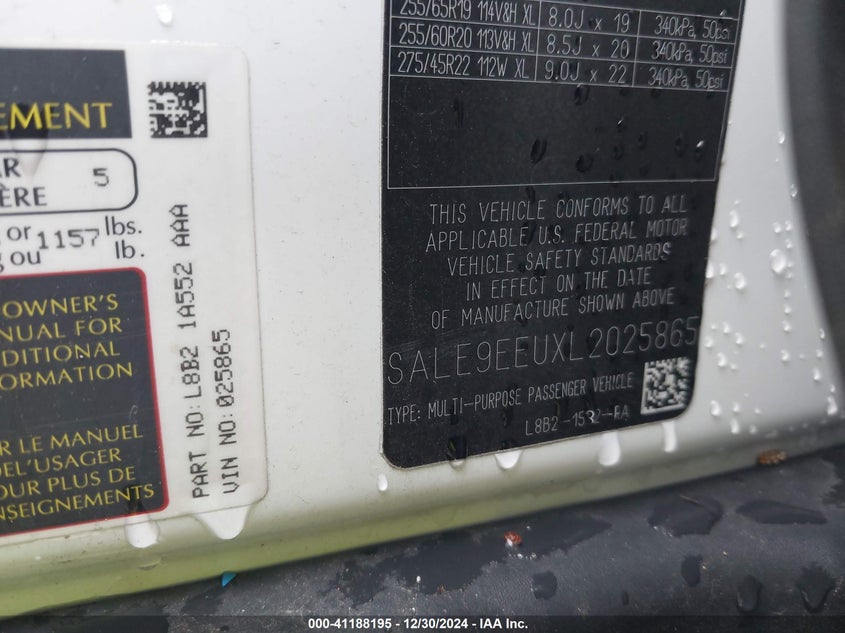 EMENT
AR
ÈRE 5
or 1157 lbs.
g ou lb.
OWNER'S
NUAL FOR
DITIONAL
ORMATION
R LE MANUEL
DEL'USAGER
OUR PLUS DE
NSEIGNEMENTS
PART NO: L8B2 1A552 AAA
VIN NO: 025865
255/65R19 114V&H XL 8.0J x 19 340kPa, 50psi
255/60R20 113V&H XL 8.5J x 20 340kPa, 50psi
275/45R22 112W XL 9.0J x 22 340kPa, 50psi
THIS VEHICLE CONFORMS TO ALL
APPLICABLE U.S. FEDERAL MOTOR
VEHICLE SAFETY STANDARDS
IN EFFECT ON THE DATE
OF MANUFACTURE SHOWN ABOVE
SALE9EEUXL2025865
TYPE: MULTI-PURPOSE PASSENGER VEHICLE
000-41188195 - 12/30/2024 - IAA Inc.